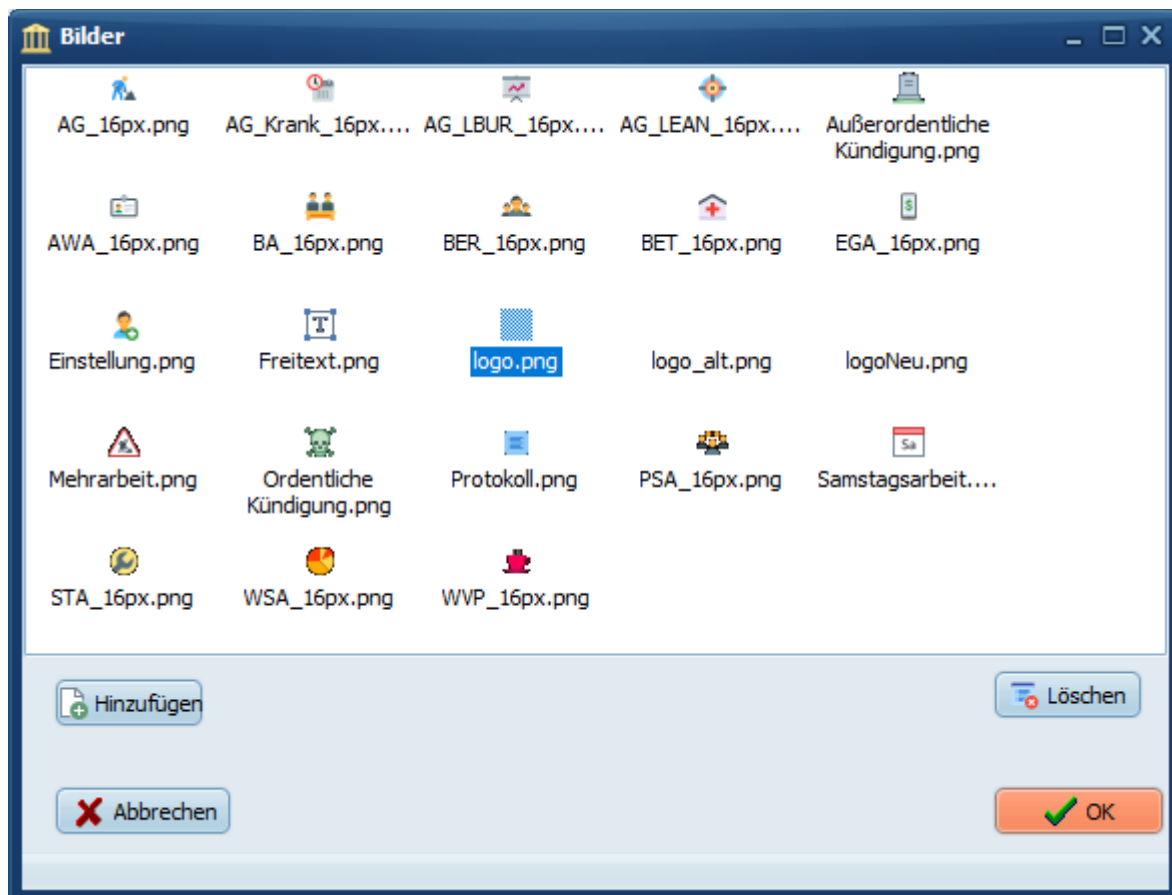 Bilder
AG_16px.png AG_Krank_16px.... AG_LBUR_16px.... AG_LEAN_16px.... Außerordentliche
Kündigung.png
AWA_16px.png BA_16px.png BER_16px.png BET_16px.png EGA_16px.png
T
Einstellung.png Freitext.png logo.png logo_alt.png logoNeu.png
Sa
Mehrarbeit.png Ordentliche Protokoll.png PSA_16px.png Samstagsarbeit....
Kündigung.png
STA_16px.png WSA_16px.png WVP_16px.png
Hinzufügen Löschen
Abbrechen OK